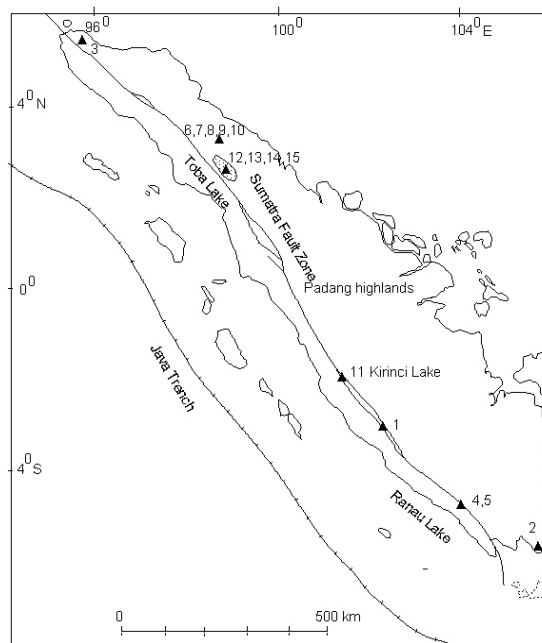 96⁰
100⁰
104⁰E
3
4⁰N
6,7,8,9,10
12,13,14,15
Toba Lake
Sumatra Fault Zone
0⁰
Padang highlands
Java Trench
11 Kirinci Lake
1
4⁰S
Ranau Lake
4,5
2
0
500 km